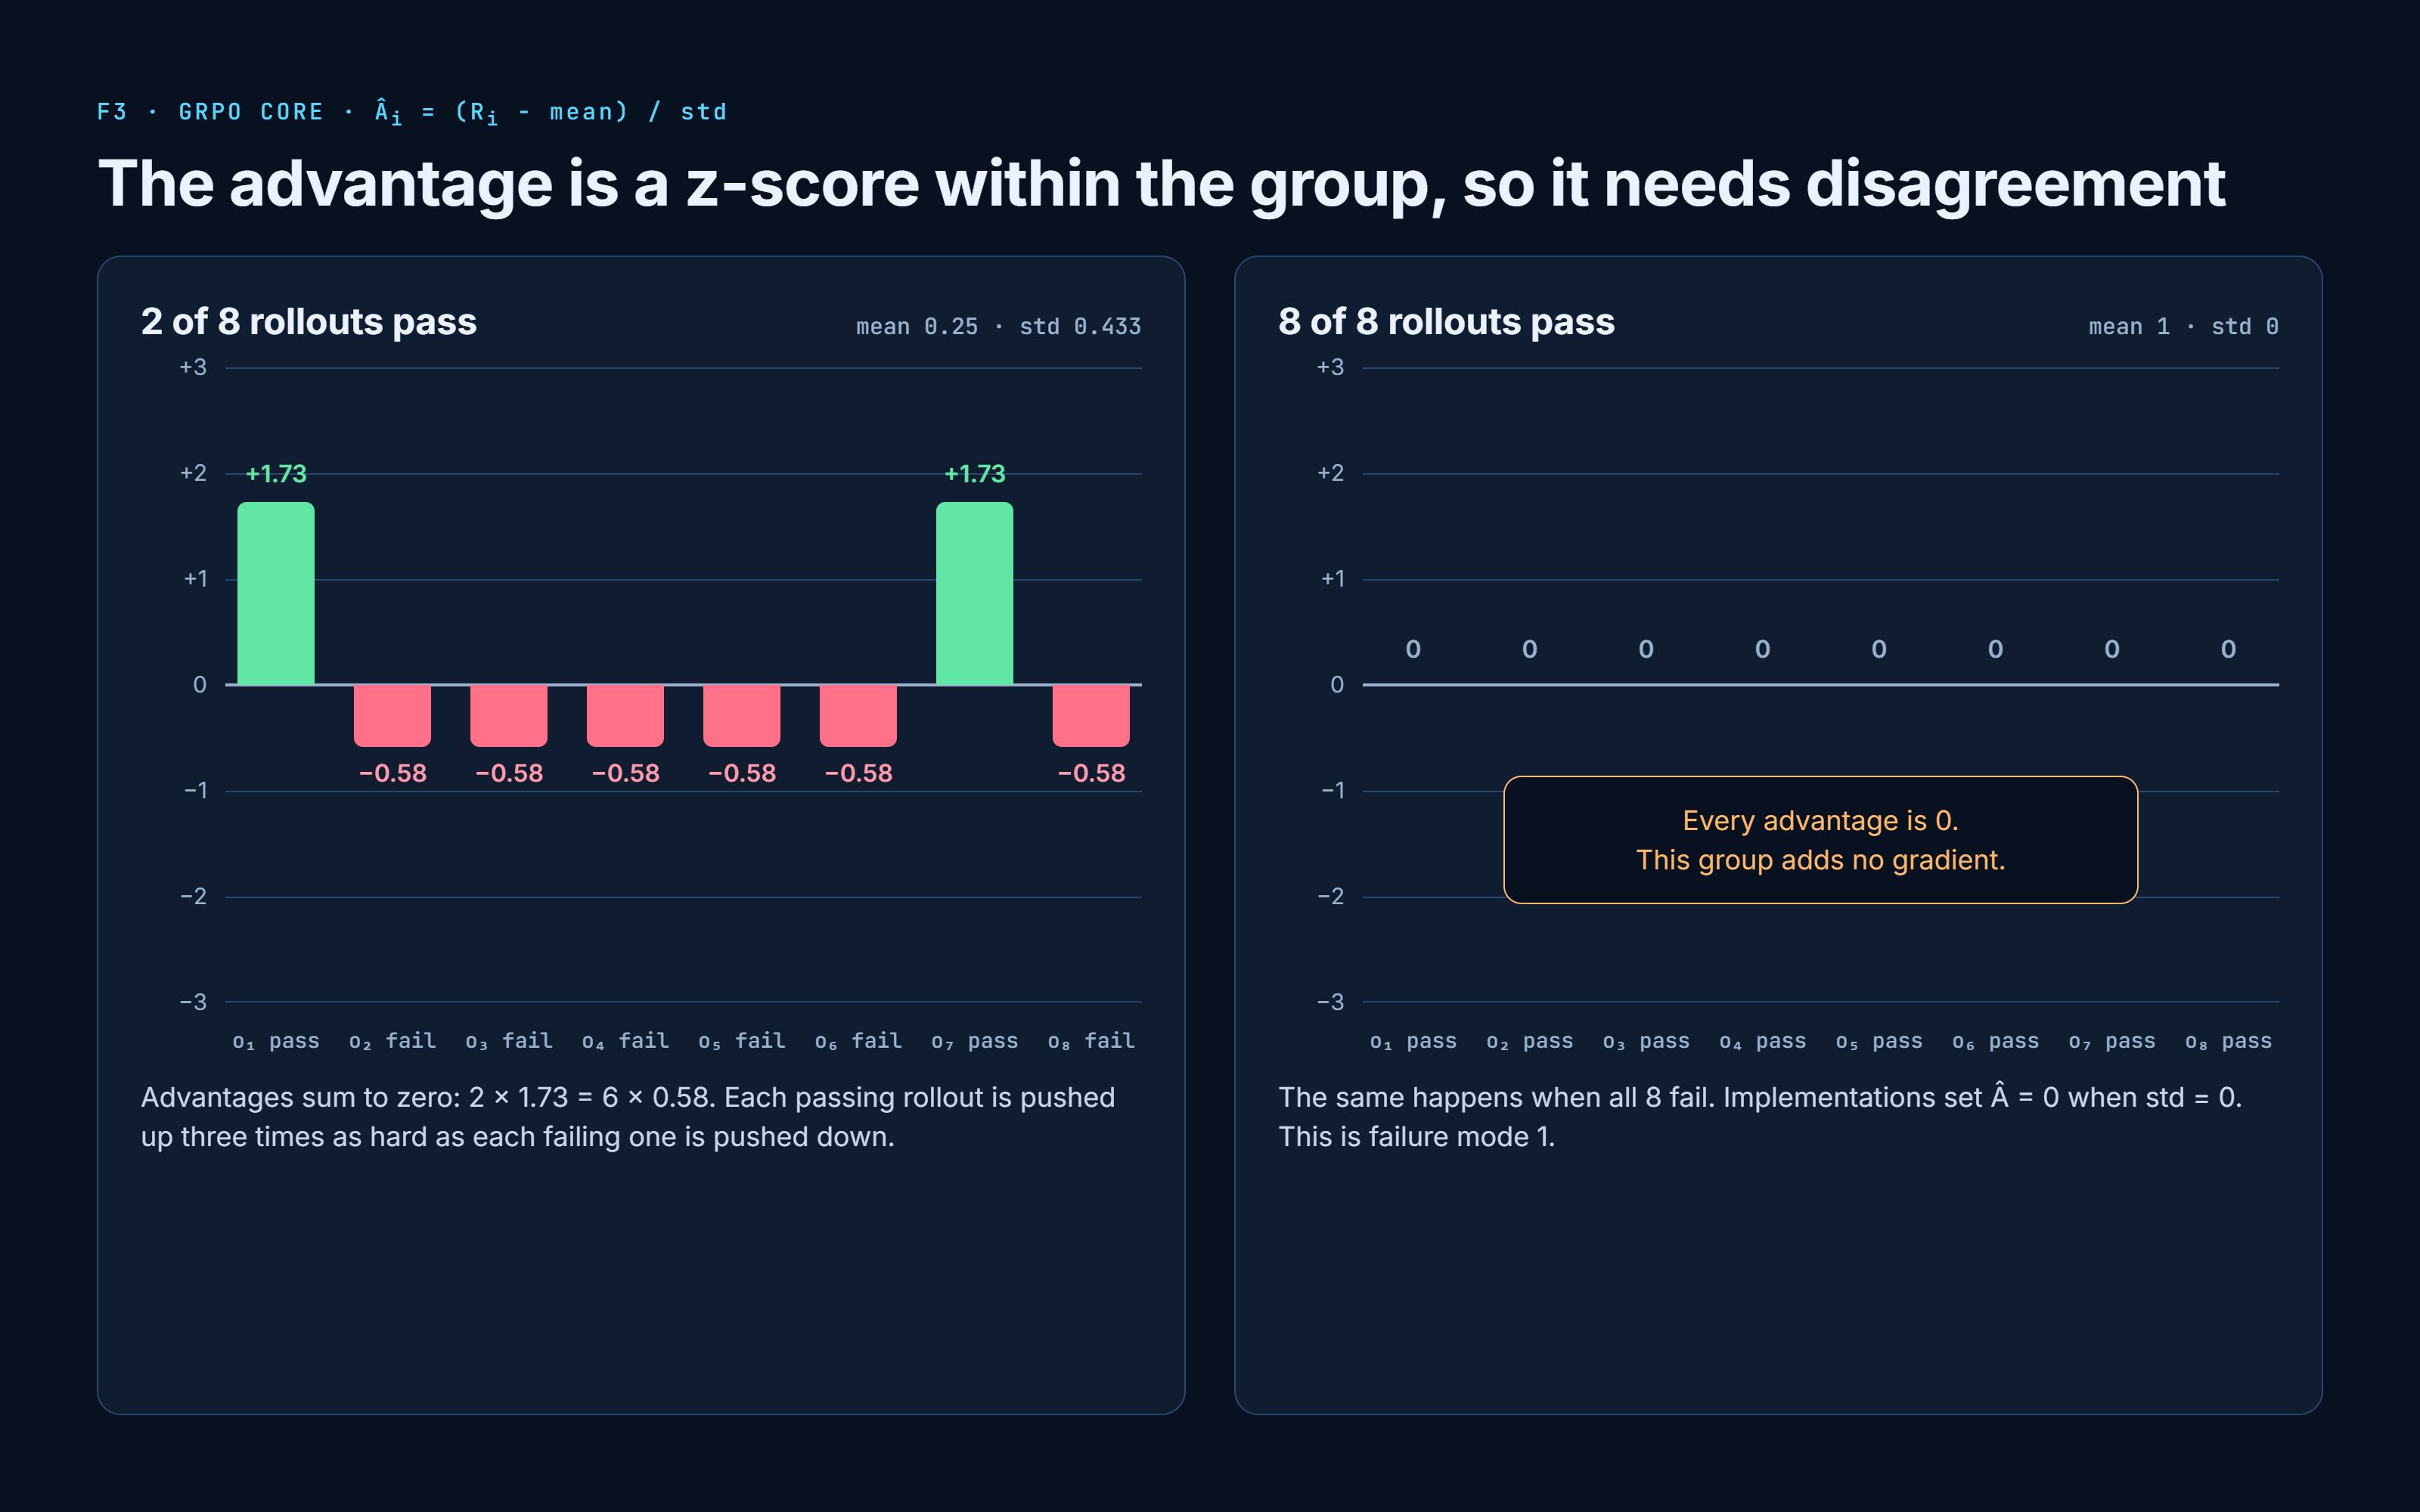 F3 · GRPO CORE · Âᵢ = (Rᵢ - mean) / std
The advantage is a z-score within the group, so it needs disagreement
2 of 8 rollouts pass
mean 0.25 · std 0.433
+3
+2
+1.73
+1.73
+1
0
−0.58
−0.58
−0.58
−0.58
−0.58
−0.58
−1
−2
−3
o₁ pass
o₂ fail
o₃ fail
o₄ fail
o₅ fail
o₆ fail
o₇ pass
o₈ fail
Advantages sum to zero: 2 × 1.73 = 6 × 0.58. Each passing rollout is pushed
up three times as hard as each failing one is pushed down.
8 of 8 rollouts pass
mean 1 · std 0
+3
+2
+1
0
0
0
0
0
0
0
0
0
−1
Every advantage is 0.
This group adds no gradient.
−2
−3
o₁ pass
o₂ pass
o₃ pass
o₄ pass
o₅ pass
o₆ pass
o₇ pass
o₈ pass
The same happens when all 8 fail. Implementations set Â = 0 when std = 0.
This is failure mode 1.